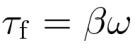 τ_f = βω